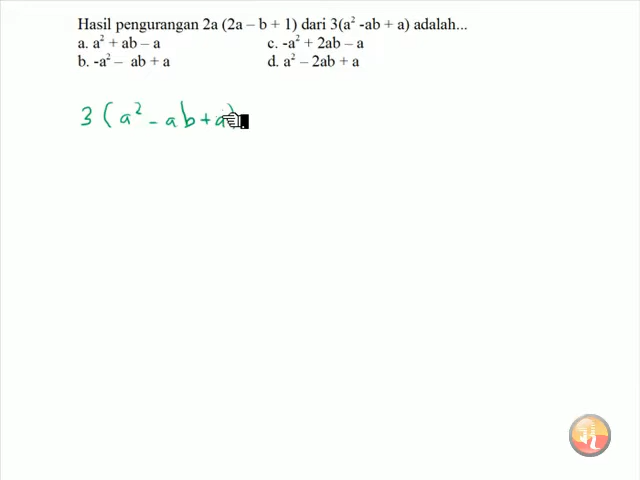 Hasil pengurangan 2a (2a – b + 1) dari 3(a² -ab + a) adalah...
a. a² + ab – a c. -a² + 2ab – a
b. -a² – ab + a d. a² – 2ab + a
3 (a² - ab + a)